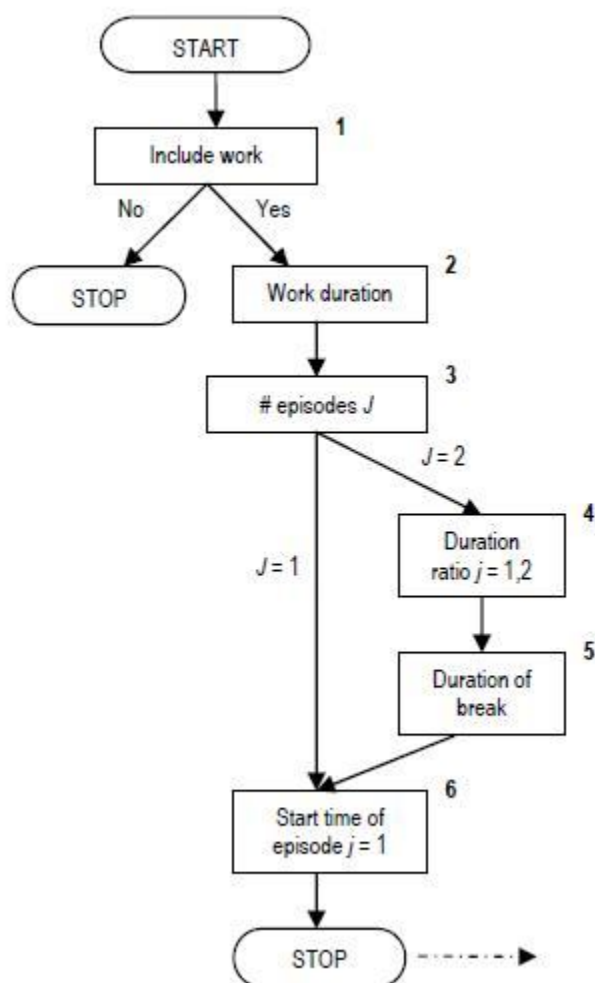 START
1
Include work
No
Yes
STOP
2
Work duration
3
# episodes J
J = 2
J = 1
4
Duration
ratio j = 1,2
5
Duration of
break
6
Start time of
episode j = 1
STOP